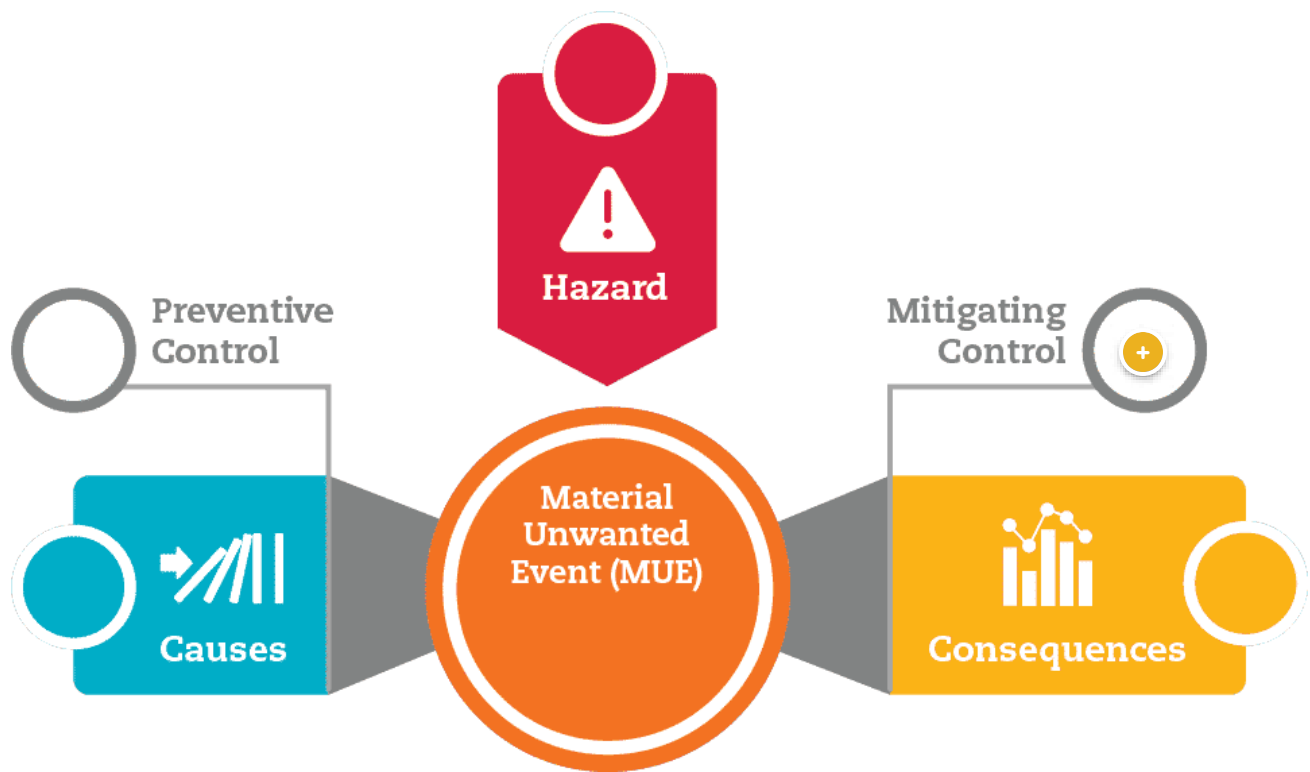 Hazard
Preventive
Control
Mitigating
Control
Material
Unwanted
Event (MUE)
Causes
Consequences